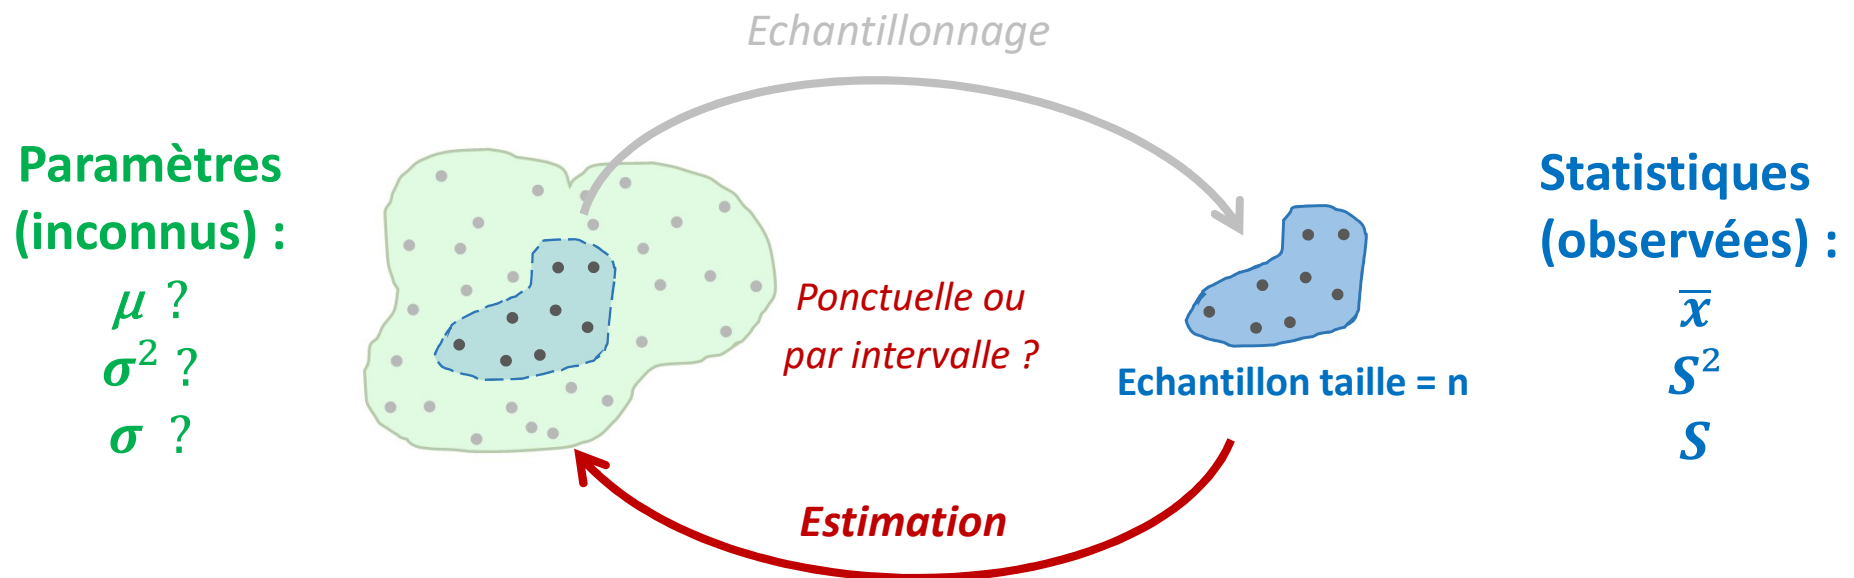 Echantillonnage
Paramètres
(inconnus) :
μ ?
σ² ?
σ ?
Ponctuelle ou
par intervalle ?
Echantillon taille = n
Statistiques
(observées) :
x̅
S²
S
Estimation